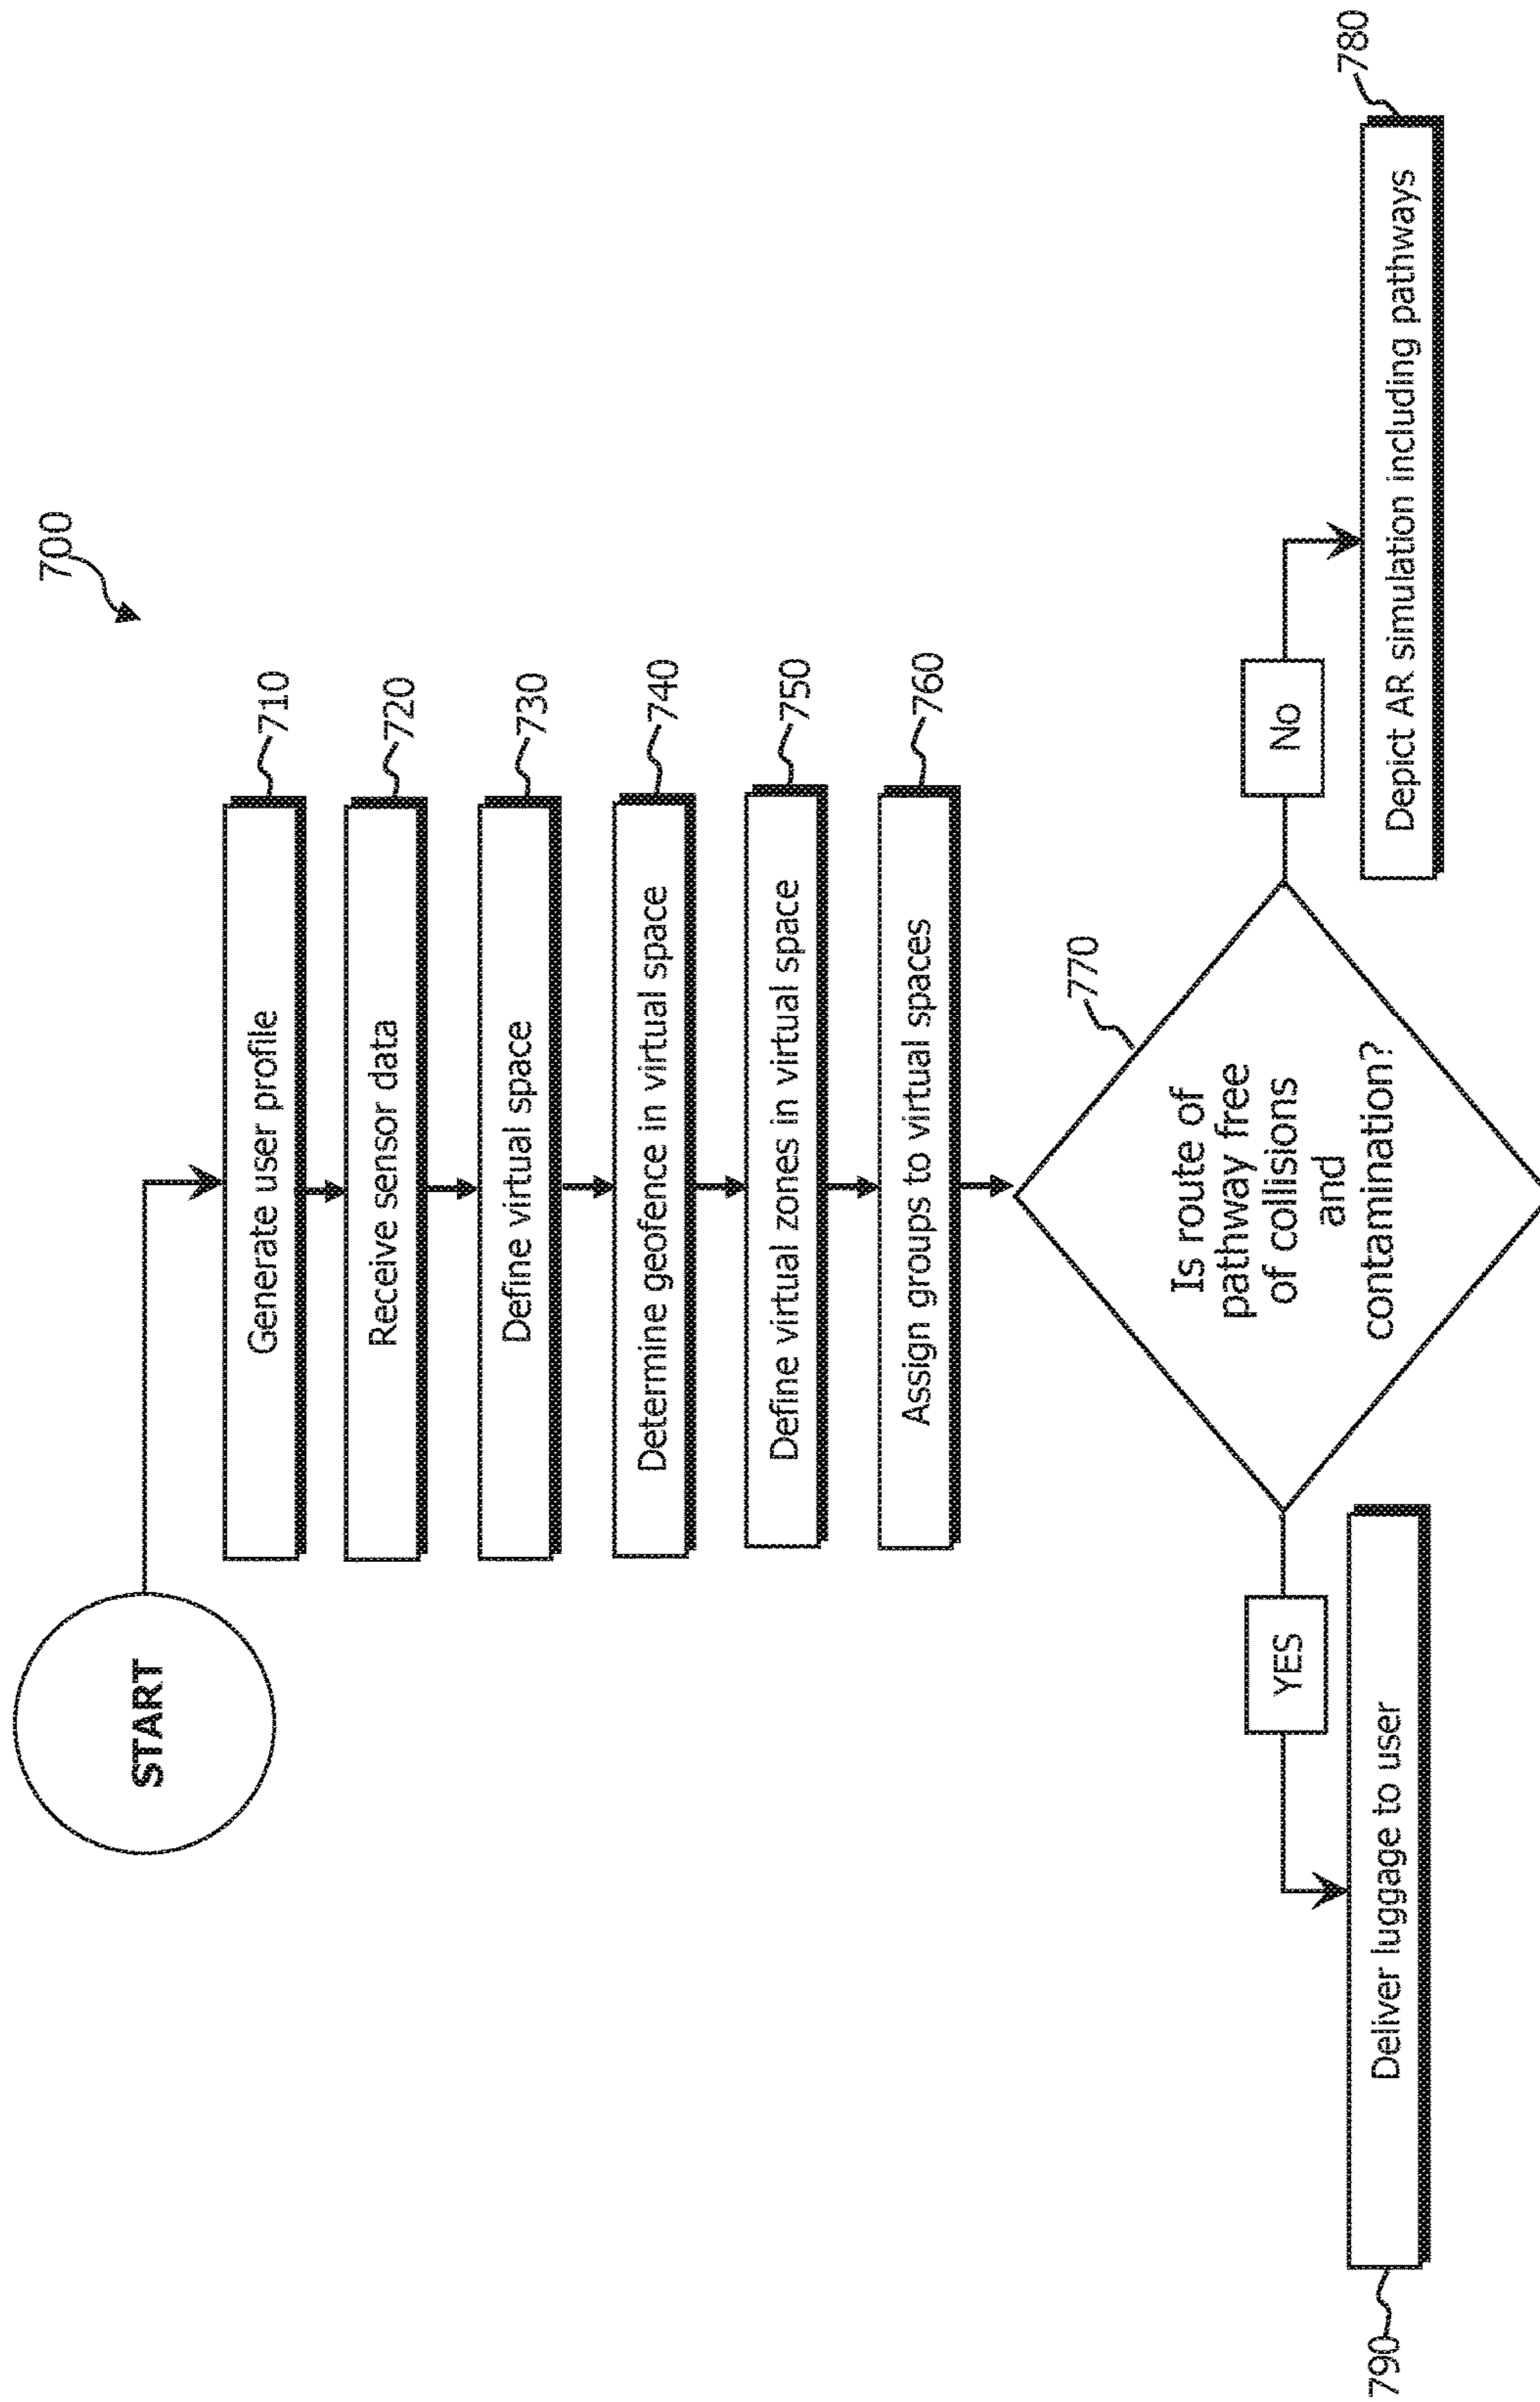 700
START
Generate user profile
710
Receive sensor data
720
Define virtual space
730
Determine geofence in virtual space
740
Define virtual zones in virtual space
750
Assign groups to virtual spaces
760
770
Is route of
pathway free
of collisions
and
contamination?
YES
No
Deliver luggage to user
790
Depict AR simulation including pathways
780